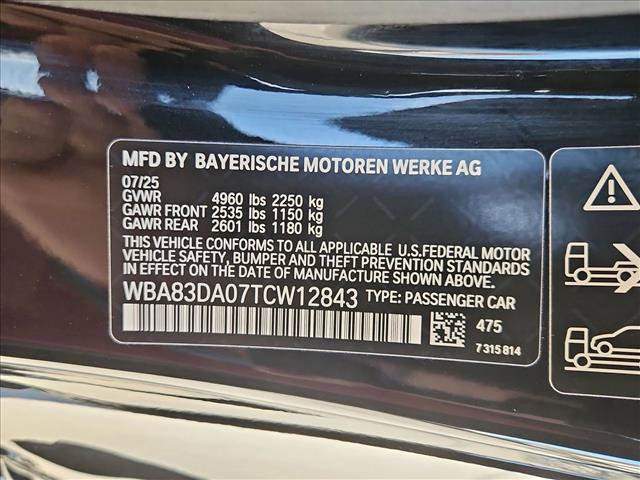 MFD BY BAYERISCHE MOTOREN WERKE AG
07/25
GVWR 4960 lbs 2250 kg
GAWR FRONT 2535 lbs 1150 kg
GAWR REAR 2601 lbs 1180 kg
THIS VEHICLE CONFORMS TO ALL APPLICABLE U.S.FEDERAL MOTOR
VEHICLE SAFETY, BUMPER AND THEFT PREVENTION STANDARDS
IN EFFECT ON THE DATE OF MANUFACTURE SHOWN ABOVE.
WBA83DA07TCW12843 TYPE: PASSENGER CAR
475
7 315 814